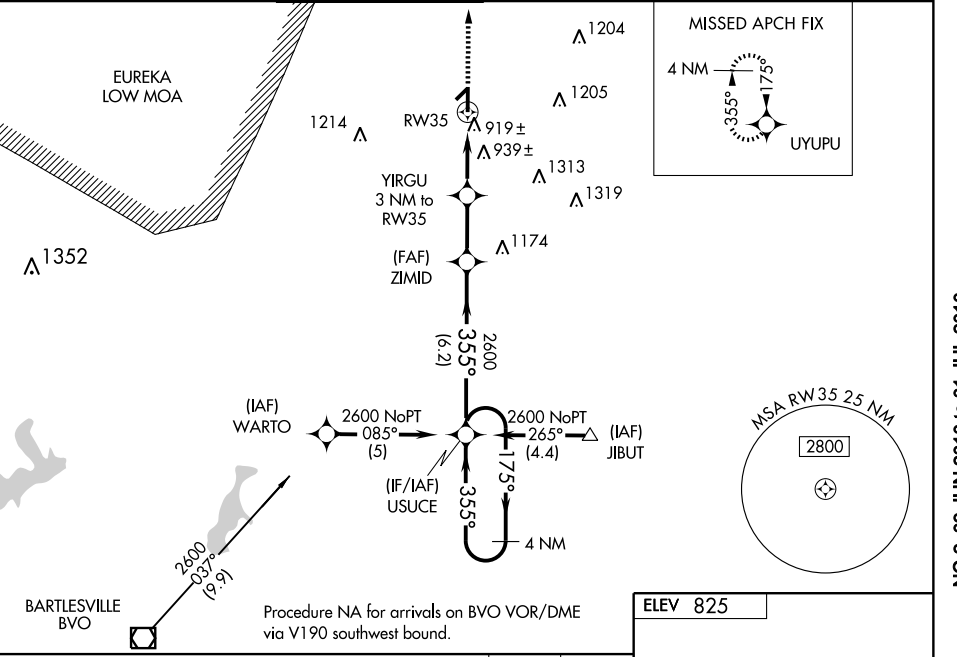 1204
MISSED APCH FIX
EUREKA
LOW MOA
4 NM
175°
355°
UYUPU
1205
1214
RW35
919±
939±
1313
1319
YIRGU
3 NM to
RW35
1174
1352
(FAF)
ZIMID
2600
355°
(6.2)
(IAF)
WARTO
2600 NoPT
085°
(5)
2600 NoPT
265°
(4.4)
(IAF)
JIBUT
(IF/IAF)
USUCE
355°
175°
4 NM
MSA RW35 25 NM
2800
2600
037°
(9.9)
BARTLESVILLE
BVO
Procedure NA for arrivals on BVO VOR/DME
via V190 southwest bound.
ELEV 825